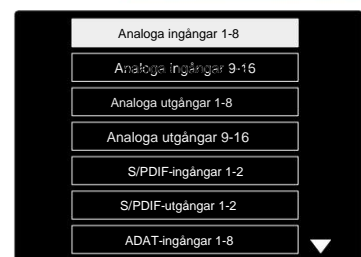 Analoga ingångar 1-8
Analoga ingångar 9-16
Analoga utgångar 1-8
Analoga utgångar 9-16
S/PDIF-ingångar 1-2
S/PDIF-utgångar 1-2
ADAT-ingångar 1-8